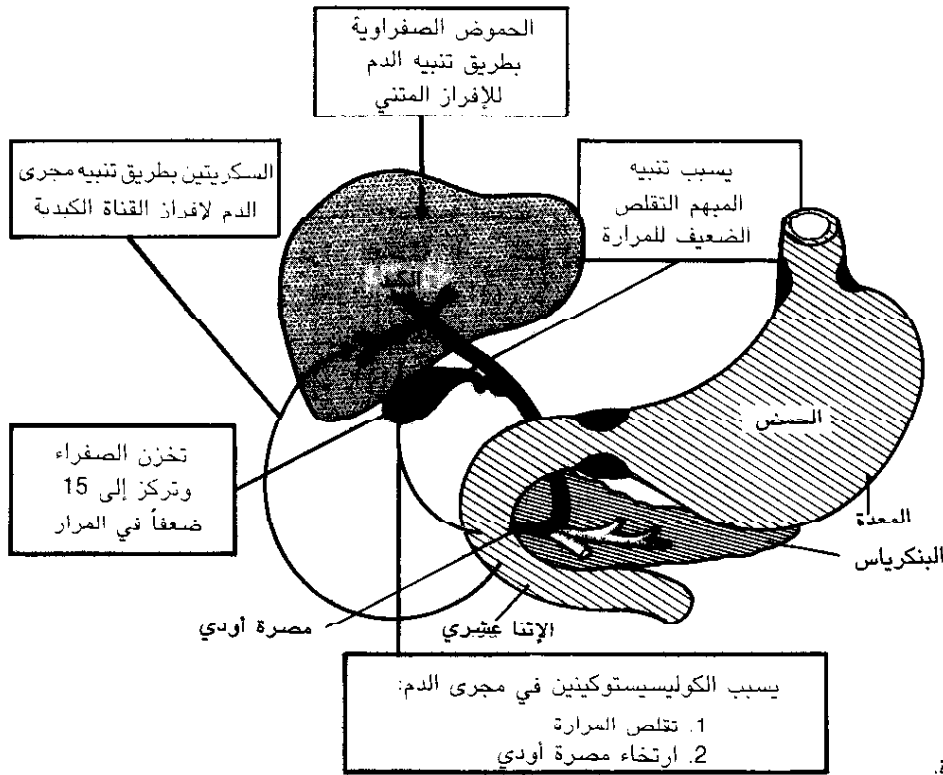 الحموض الصفراوية
بطريق تنبيه الدم
للإفراز المتني
السكريتين بطريق تنبيه مجرى
الدم لإفراز القناة الكبدية
يسبب تنبيه
المبهم التقلص
الضعيف للمرارة
الكبد
الحمض
تخزن الصفراء
وتركز إلى 15
ضعفاً في المرار
المعدة
البنكرياس
مصرة أودي
الإثنا عشري
يسبب الكوليسيستوكينين في مجرى الدم:
1. تقلص المرارة
2. ارتخاء مصرة أودي